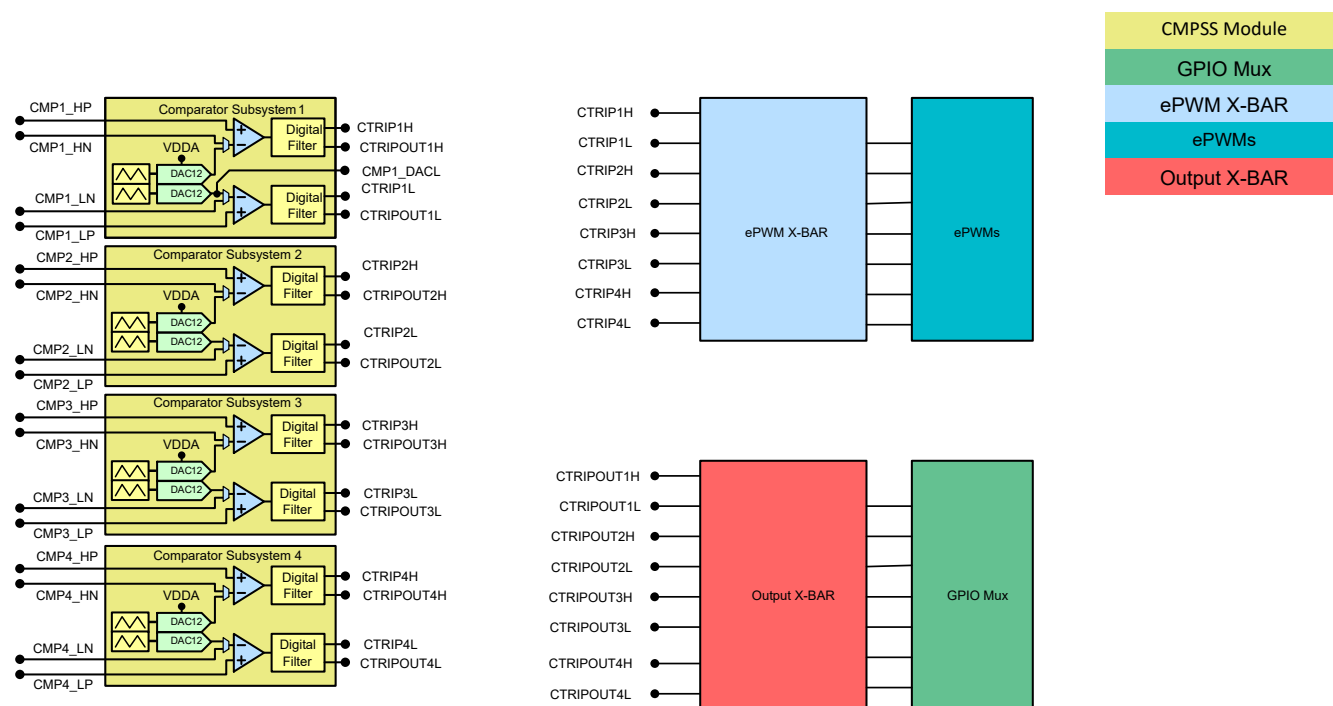 CMPSS Module
GPIO Mux
ePWM X-BAR
ePWMs
Output X-BAR
Comparator Subsystem 1
CMP1_HP
CMP1_HN
VDDA
DAC12
DAC12
Digital
Filter
CTRIP1H
CTRIPOUT1H
CMP1_DACL
CMP1_LN
CMP1_LP
Digital
Filter
CTRIP1L
CTRIPOUT1L
Comparator Subsystem 2
CMP2_HP
CMP2_HN
VDDA
DAC12
DAC12
Digital
Filter
CTRIP2H
CTRIPOUT2H
CMP2_LN
CMP2_LP
Digital
Filter
CTRIP2L
CTRIPOUT2L
Comparator Subsystem 3
CMP3_HP
CMP3_HN
VDDA
DAC12
DAC12
Digital
Filter
CTRIP3H
CTRIPOUT3H
CMP3_LN
CMP3_LP
Digital
Filter
CTRIP3L
CTRIPOUT3L
Comparator Subsystem 4
CMP4_HP
CMP4_HN
VDDA
DAC12
DAC12
Digital
Filter
CTRIP4H
CTRIPOUT4H
CMP4_LN
CMP4_LP
Digital
Filter
CTRIP4L
CTRIPOUT4L
CTRIP1H
CTRIP1L
CTRIP2H
CTRIP2L
CTRIP3H
CTRIP3L
CTRIP4H
CTRIP4L
ePWM X-BAR
ePWMs
CTRIPOUT1H
CTRIPOUT1L
CTRIPOUT2H
CTRIPOUT2L
CTRIPOUT3H
CTRIPOUT3L
CTRIPOUT4H
CTRIPOUT4L
Output X-BAR
GPIO Mux